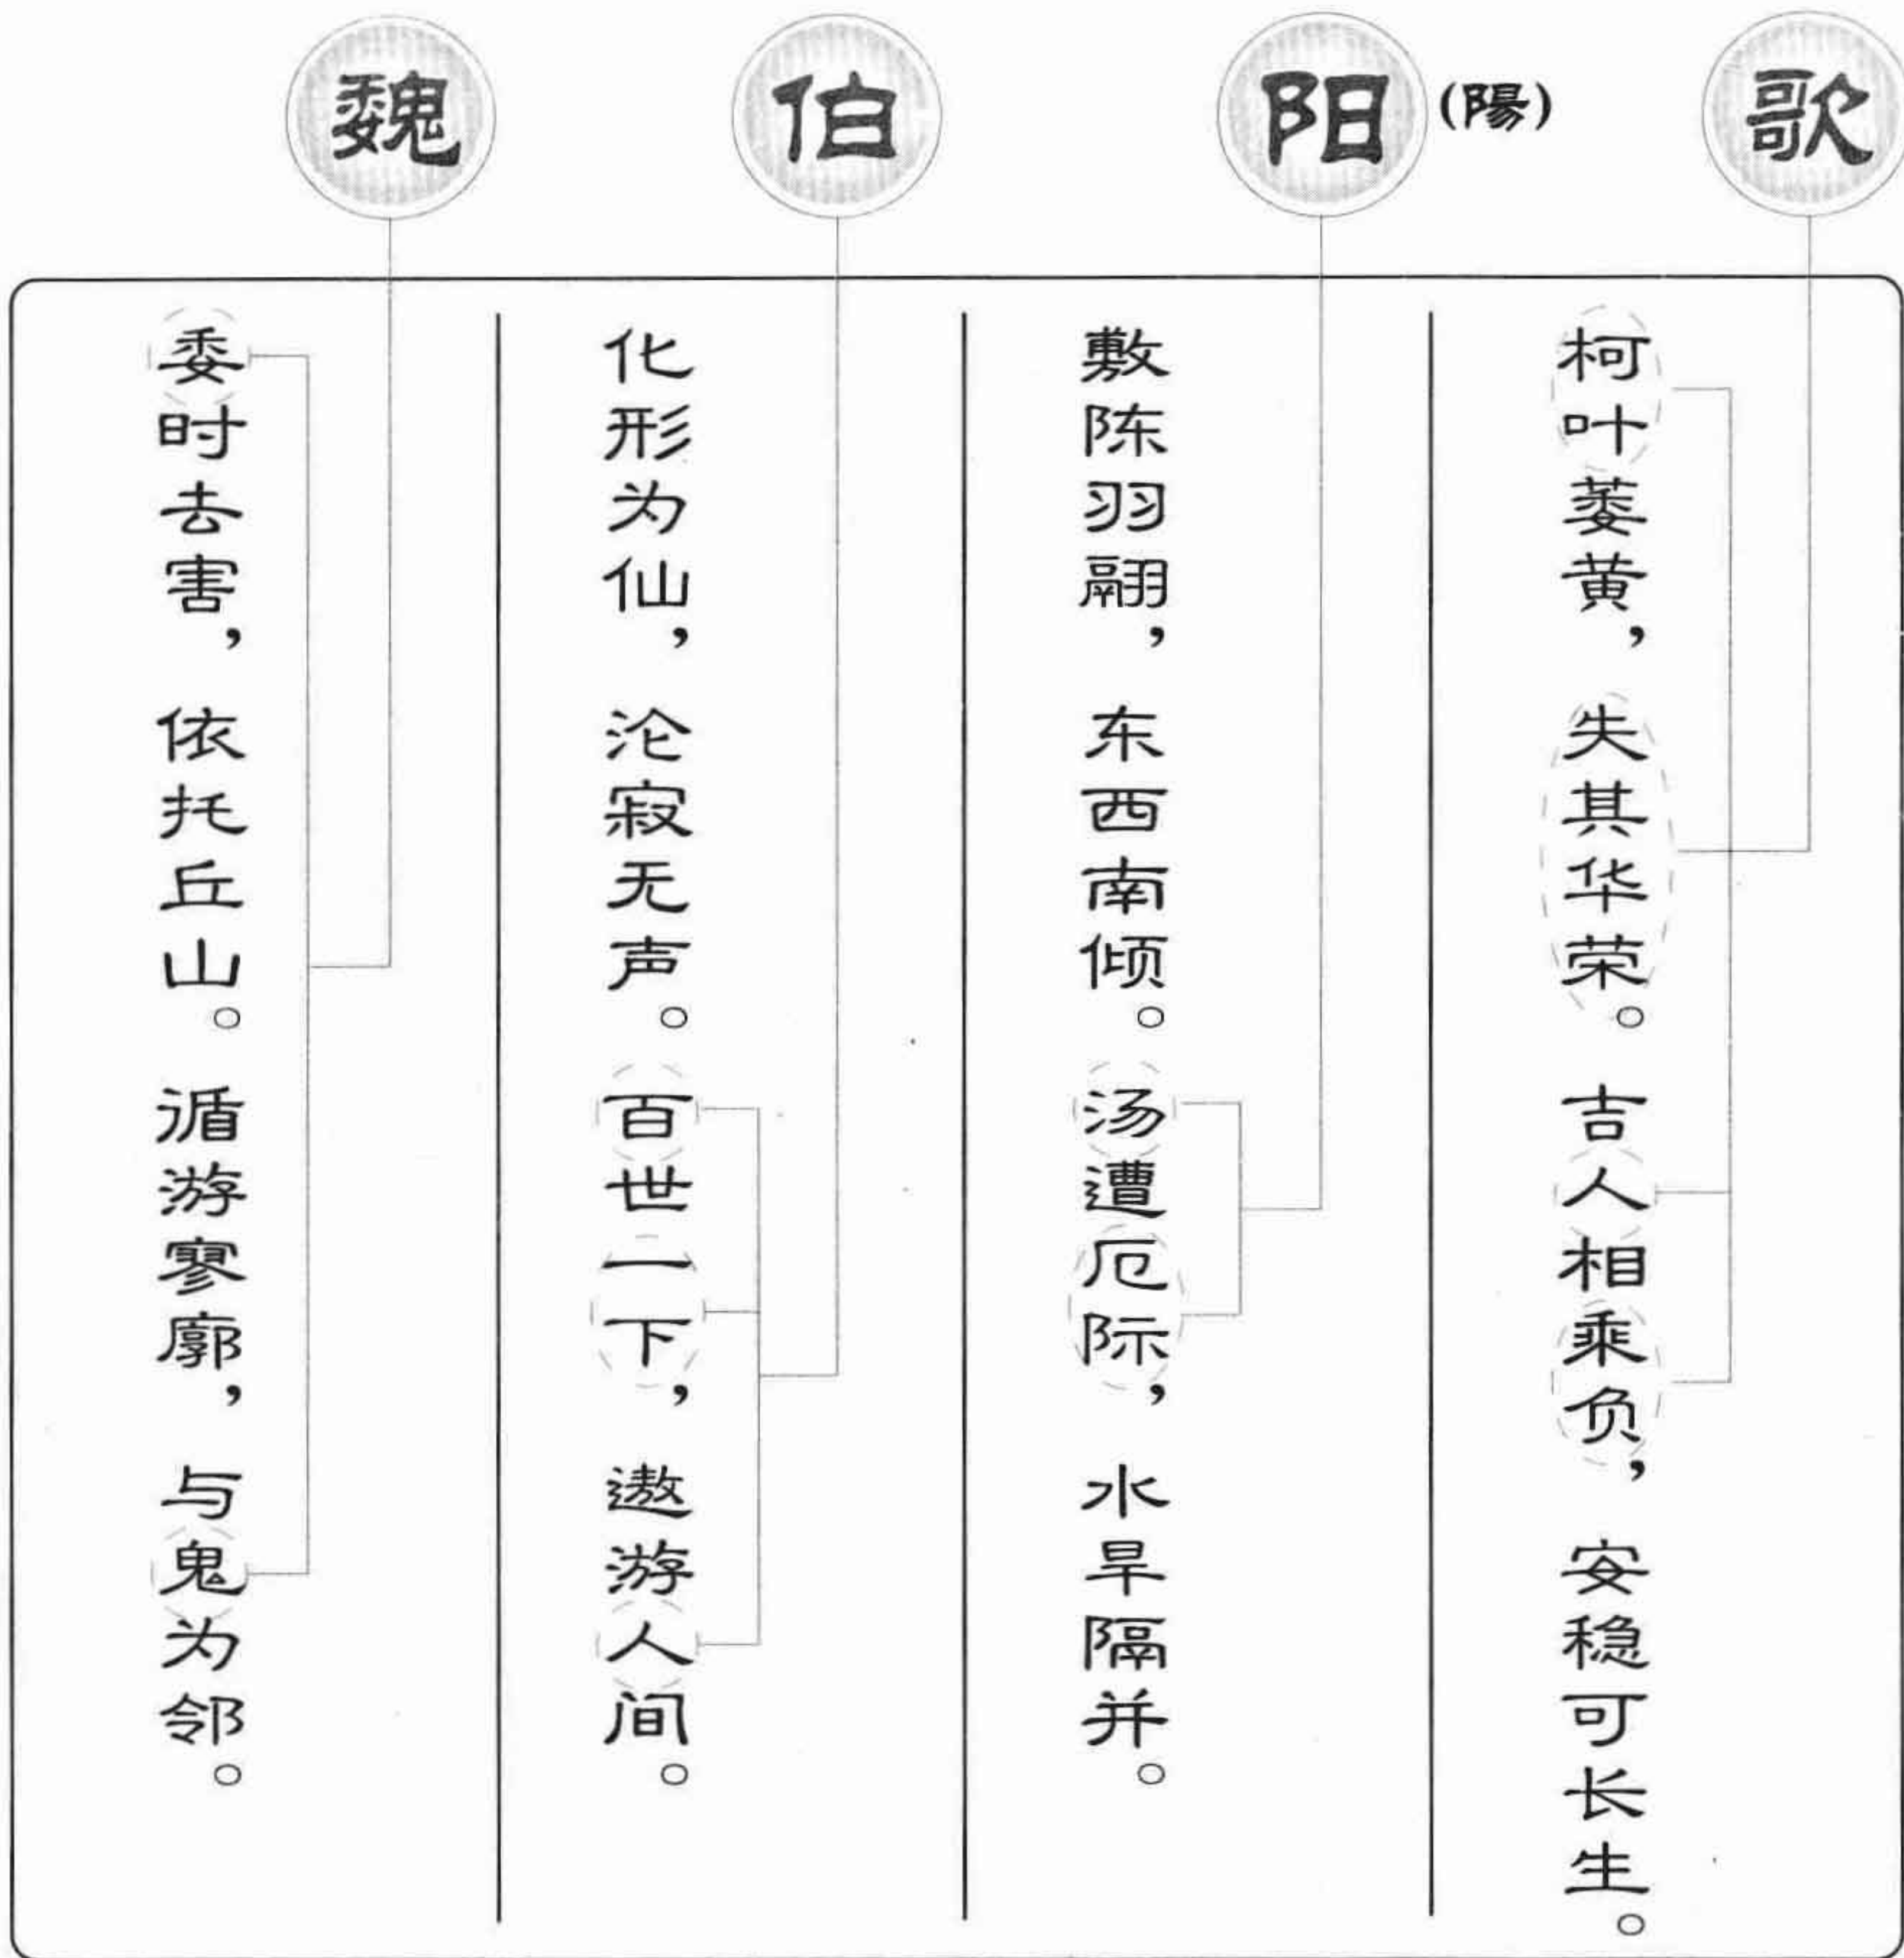 魏 伯 阳 (陽) 歌
委时去害，依托丘山。循游寥廓，与鬼为邻。
化形为仙，沦寂无声。百世一下，遨游人间。
敷陈羽翮，东西南倾。汤遭厄际，水旱隔并。
柯叶萎黄，失其华荣。吉人相乘负，安稳可长生。